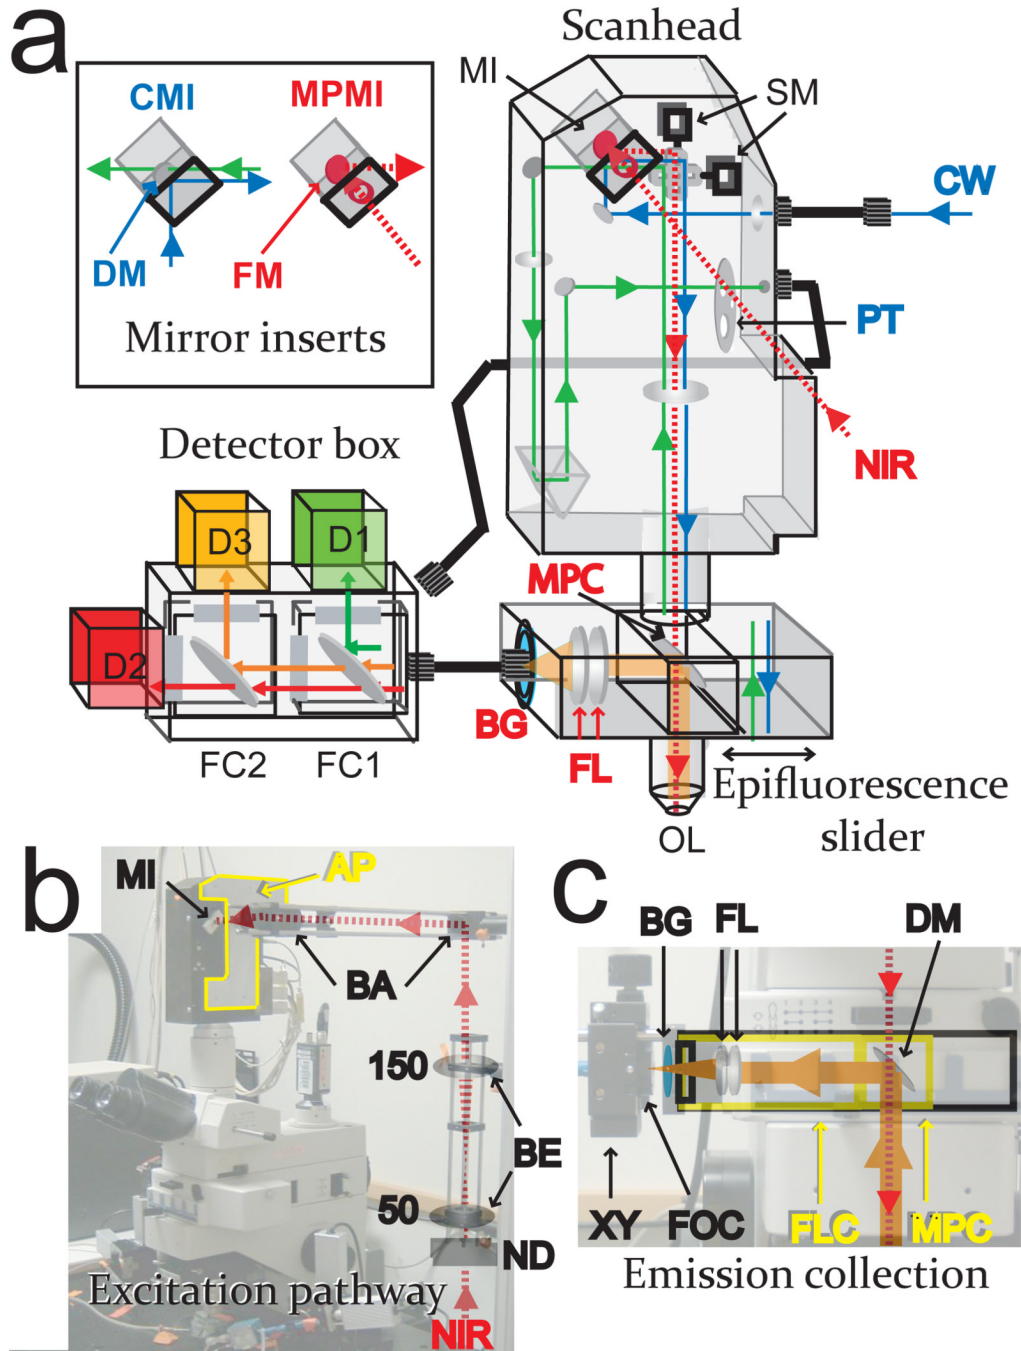 a
Scanhead
MI
SM
CMI
MPMI
CW
DM
FM
PT
Mirror inserts
NIR
Detector box
D3
D1
MPC
D2
BG
FL
FC2
FC1
Epifluorescence
slider
OL
b
MI
AP
BA
150
BE
50
ND
Excitation pathway
NIR
c
BG
FL
DM
XY
FOC
FLC
MPC
Emission collection